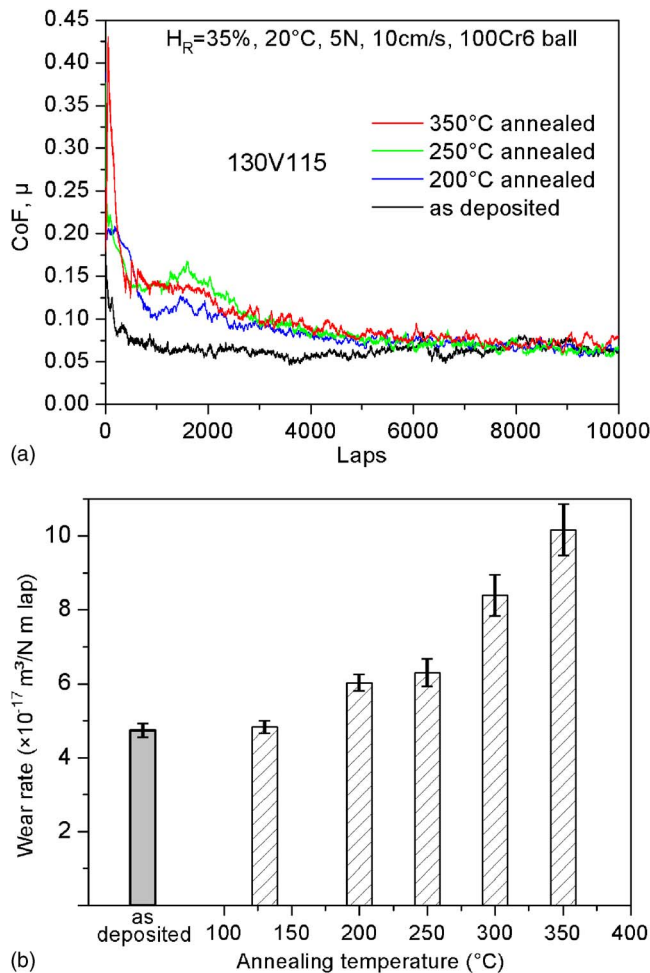 H_R=35%, 20°C, 5N, 10cm/s, 100Cr6 ball
0.45
0.40
0.35
0.30
0.25
0.20
0.15
0.10
0.05
0.00
CoF, µ
130V115
350°C annealed
250°C annealed
200°C annealed
as deposited
0 2000 4000 6000 8000 10000
Laps
(a)
10
8
6
4
2
Wear rate (×10⁻¹⁷ m³/N m lap)
as deposited
100 150 200 250 300 350 400
Annealing temperature (°C)
(b)